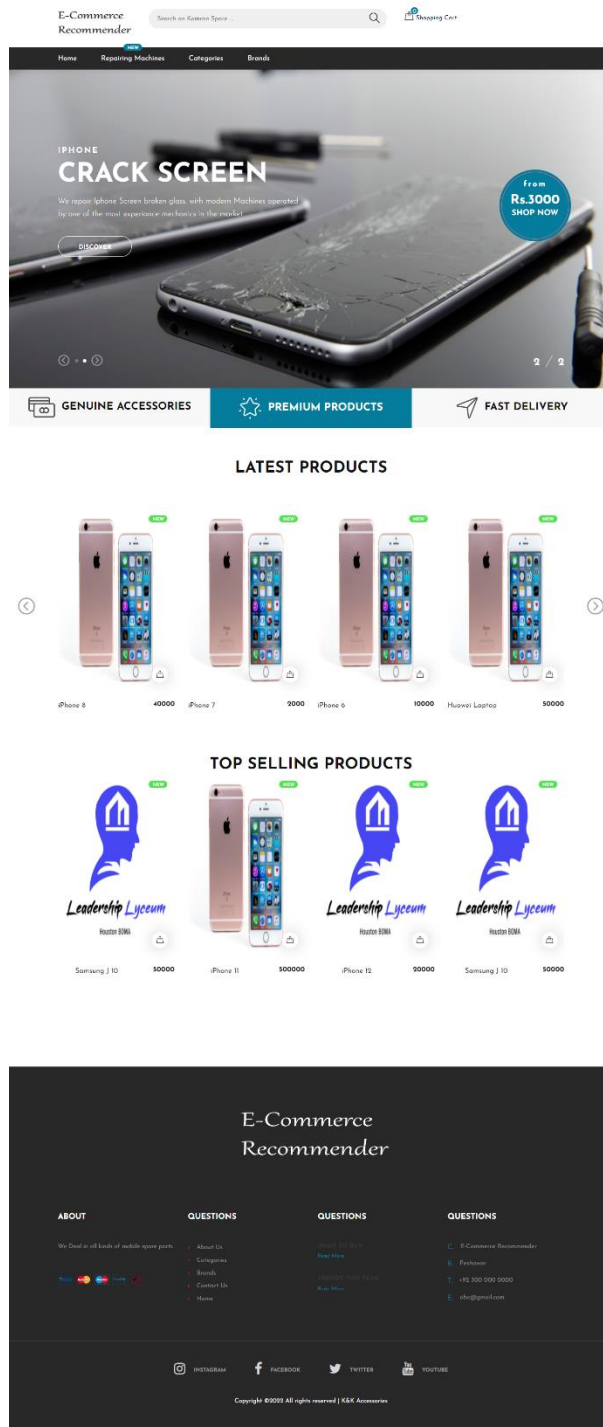 E-Commerce
Recommender
Search on Kamran Spare ...
0
Shopping Cart
NEW
Home
Repairing Machines
Categories
Brands
IPHONE
CRACK SCREEN
We repair Iphone Screen broken glass, with modern Machines operated
by one of the most experience mechanics in the market
DISCOVER
from
Rs.3000
SHOP NOW
2 / 2
GENUINE ACCESSORIES
PREMIUM PRODUCTS
FAST DELIVERY
LATEST PRODUCTS
NEW
NEW
NEW
NEW
iPhone 8 40000
iPhone 7 2000
iPhone 6 10000
Huawei Laptop 50000
TOP SELLING PRODUCTS
NEW
NEW
NEW
Leadership Lyceum
Houston BOMA
Leadership Lyceum
Houston BOMA
Leadership Lyceum
Houston BOMA
Samsung J 10 50000
iPhone 11 500000
iPhone 12 20000
Samsung J 10 50000
E-Commerce
Recommender
ABOUT
We Deal in all kinds of mobile spare parts
QUESTIONS
About Us
Categories
Brands
Contact Us
Home
QUESTIONS
Read More
Read More
QUESTIONS
C. E-Commerce Recommender
B. Peshawar
T. +92 300 000 0000
E. abc@gmail.com
INSTAGRAM
FACEBOOK
TWITTER
YOUTUBE
Copyright ©2022 All rights reserved | K&K Accessories